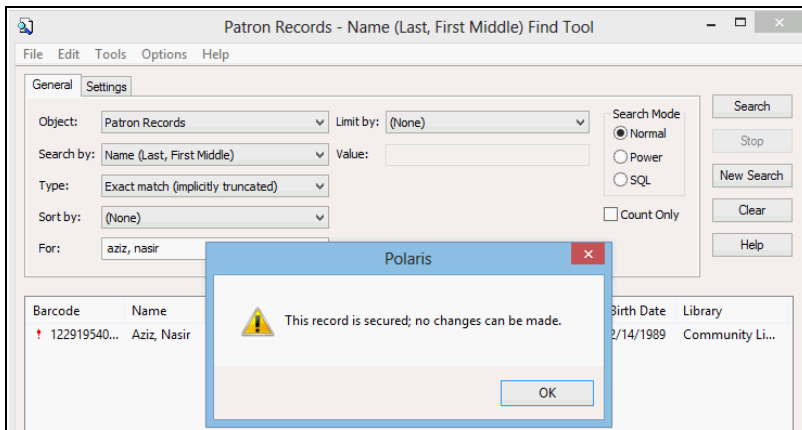 Patron Records - Name (Last, First Middle) Find Tool
File Edit Tools Options Help
General Settings
Object: Patron Records Limit by: (None) Search Mode Search
Normal Stop
Search by: Name (Last, First Middle) Value: Power
Type: Exact match (implicitly truncated) SQL New Search
Sort by: (None) Count Only Clear
For: aziz, nasir Help
Polaris
Barcode Name Birth Date Library
This record is secured; no changes can be made.
122919540... Aziz, Nasir 2/14/1989 Community Li...
OK